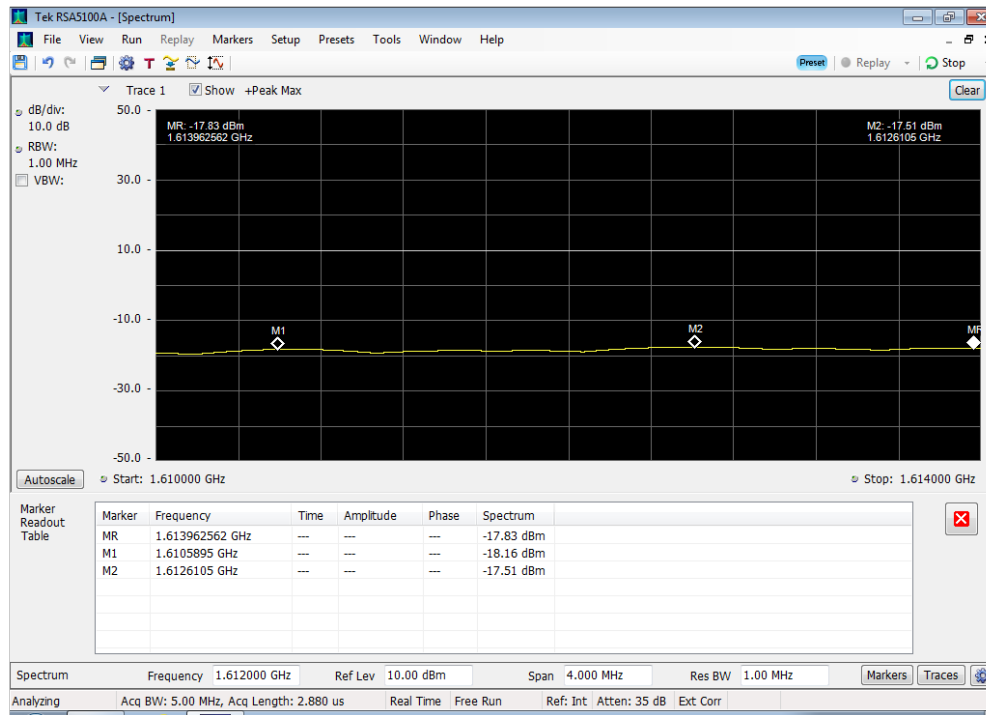 Tek RSA5100A - [Spectrum]
File View Run Replay Markers Setup Presets Tools Window Help
T Preset Replay Stop
Trace 1 Show +Peak Max Clear
dB/div:
10.0 dB
RBW:
1.00 MHz
VBW:
50.0
30.0
10.0
-10.0
-30.0
-50.0
MR: -17.83 dBm
1.613962562 GHz
M2: -17.51 dBm
1.6126105 GHz
M1
M2
MR
Autoscale Start: 1.610000 GHz Stop: 1.614000 GHz
Marker
Readout
Table
Marker Frequency Time Amplitude Phase Spectrum
MR 1.613962562 GHz --- --- --- -17.83 dBm
M1 1.6105895 GHz --- --- --- -18.16 dBm
M2 1.6126105 GHz --- --- --- -17.51 dBm
Spectrum Frequency 1.612000 GHz Ref Lev 10.00 dBm Span 4.000 MHz Res BW 1.00 MHz Markers Traces
Analyzing Acq BW: 5.00 MHz, Acq Length: 2.880 us Real Time Free Run Ref: Int Atten: 35 dB Ext Corr